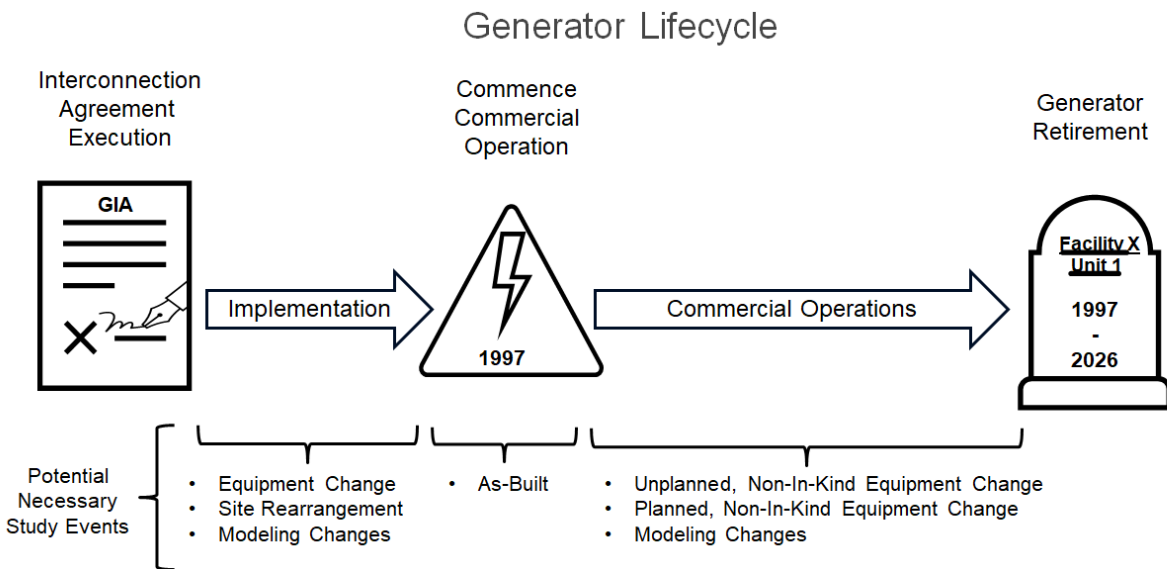 Generator Lifecycle
Interconnection
Agreement
Execution
Commence
Commercial
Operation
Generator
Retirement
GIA
Implementation
1997
Commercial Operations
Facility X
Unit 1
1997
-
2026
Potential
Necessary
Study Events
• Equipment Change
• Site Rearrangement
• Modeling Changes
• As-Built
• Unplanned, Non-In-Kind Equipment Change
• Planned, Non-In-Kind Equipment Change
• Modeling Changes